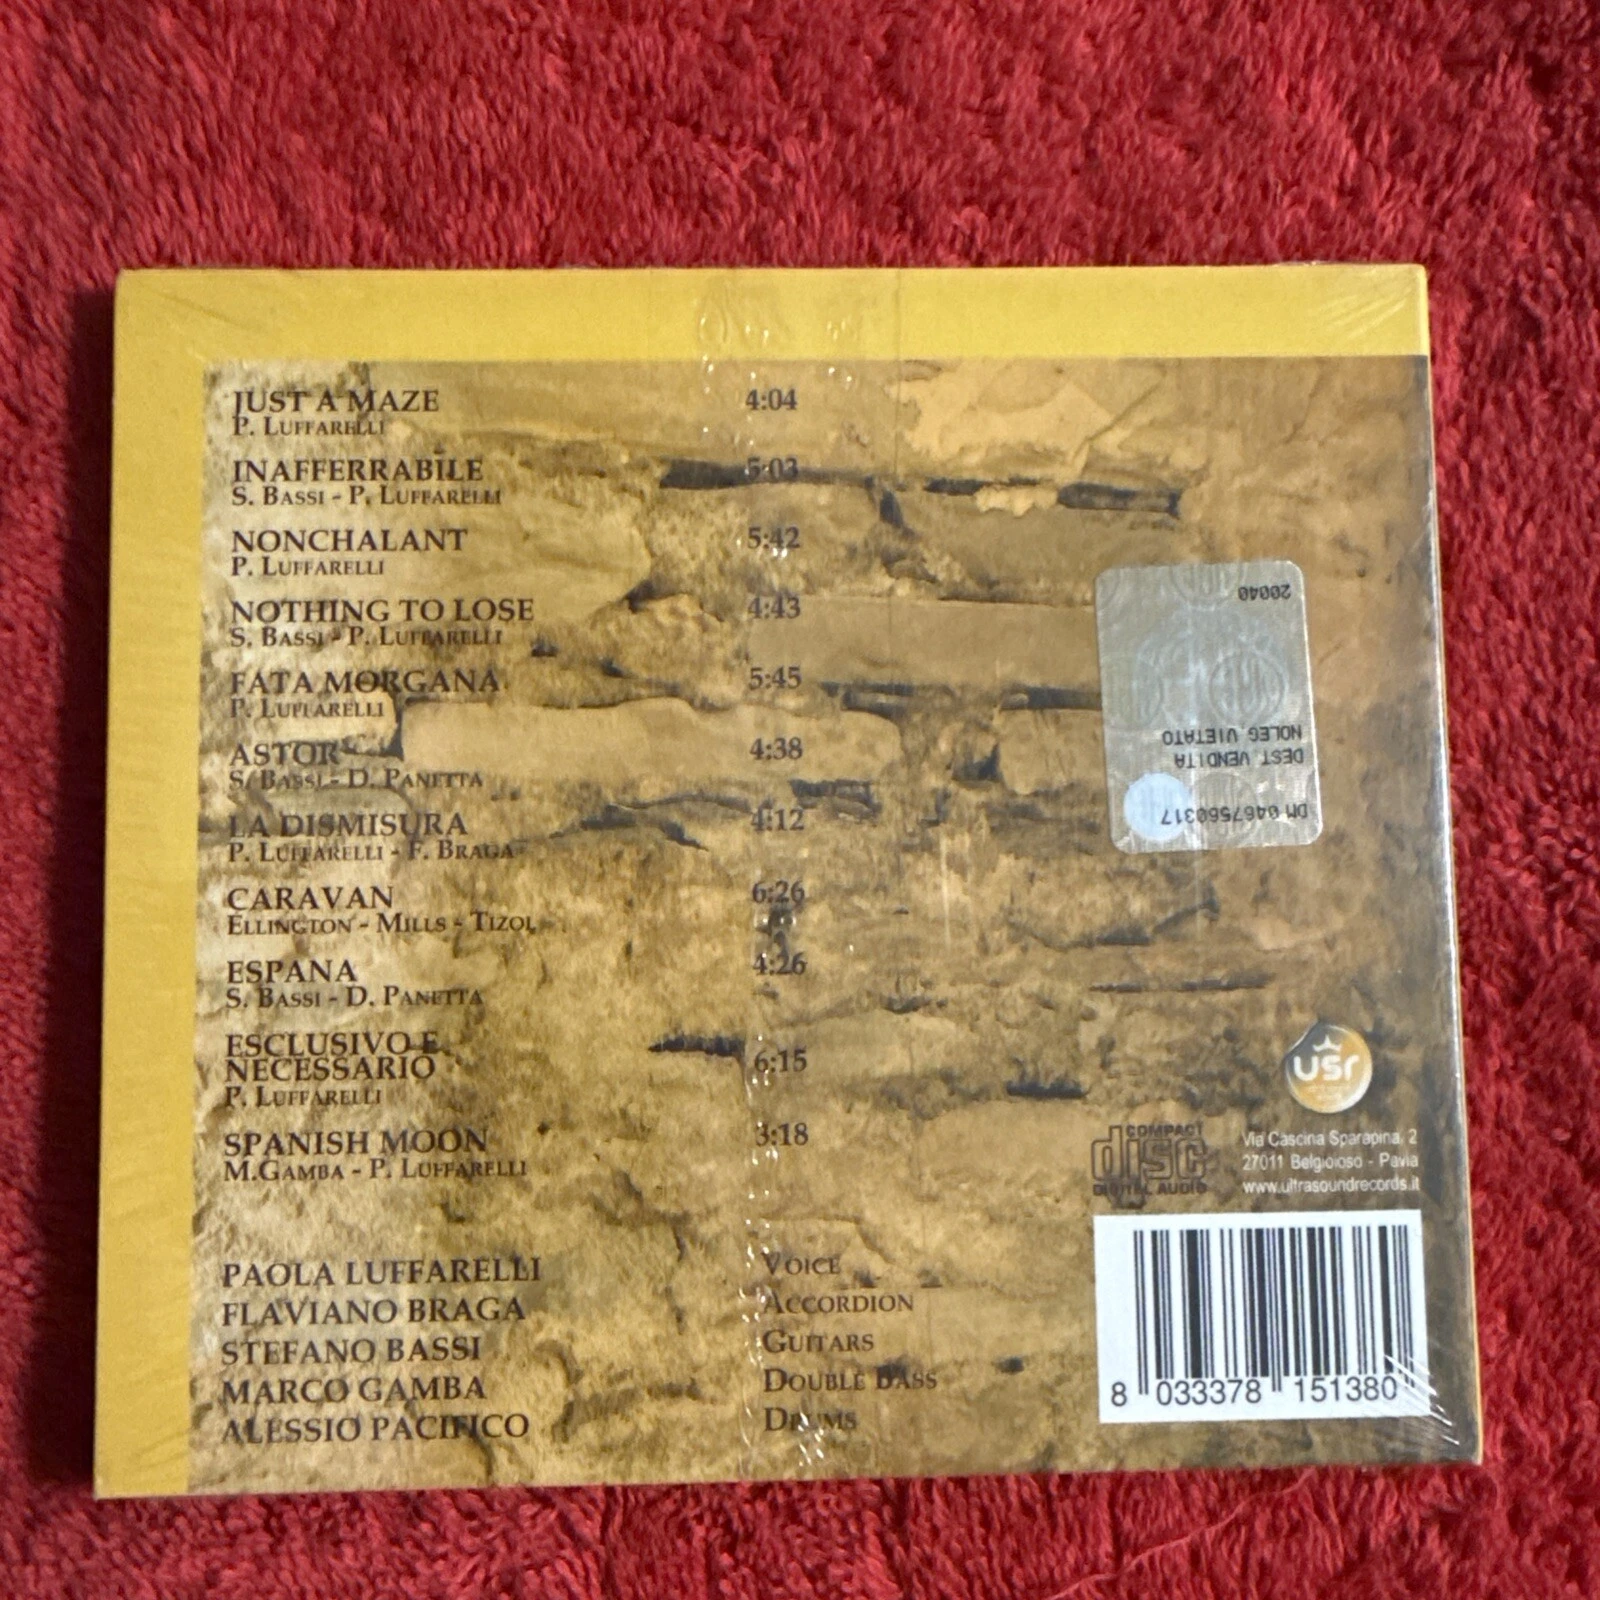 JUST A MAZE 4:04
P. LUFFARELLI
INAFFERRABILE 5:03
S. BASSI - P. LUFFARELLI
NONCHALANT 5:42
P. LUFFARELLI
NOTHING TO LOSE 4:43
S. BASSI - P. LUFFARELLI
FATA MORGANA 5:45
P. LUFFARELLI
ASTOR 4:38
S. BASSI - D. PANETTA
LA DISMISURA 4:12
P. LUFFARELLI - F. BRAGA
CARAVAN 6:26
ELLINGTON - MILLS - TIZOL
ESPANA 4:26
S. BASSI - D. PANETTA
ESCLUSIVO E
NECESSARIO 6:15
P. LUFFARELLI
SPANISH MOON 3:18
M.GAMBA - P. LUFFARELLI
PAOLA LUFFARELLI VOICE
FLAVIANO BRAGA ACCORDION
STEFANO BASSI GUITARS
MARCO GAMBA DOUBLE BASS
ALESSIO PACIFICO DRUMS
DM 0467560317
DEST VENDITA
NOLEG.VIETATO
20040
usr
COMPACT
disc
DIGITAL AUDIO
Via Cascina Sparapina, 2
27011 Belgioioso - Pavia
www.ultrasoundrecords.it
8 033378 151380